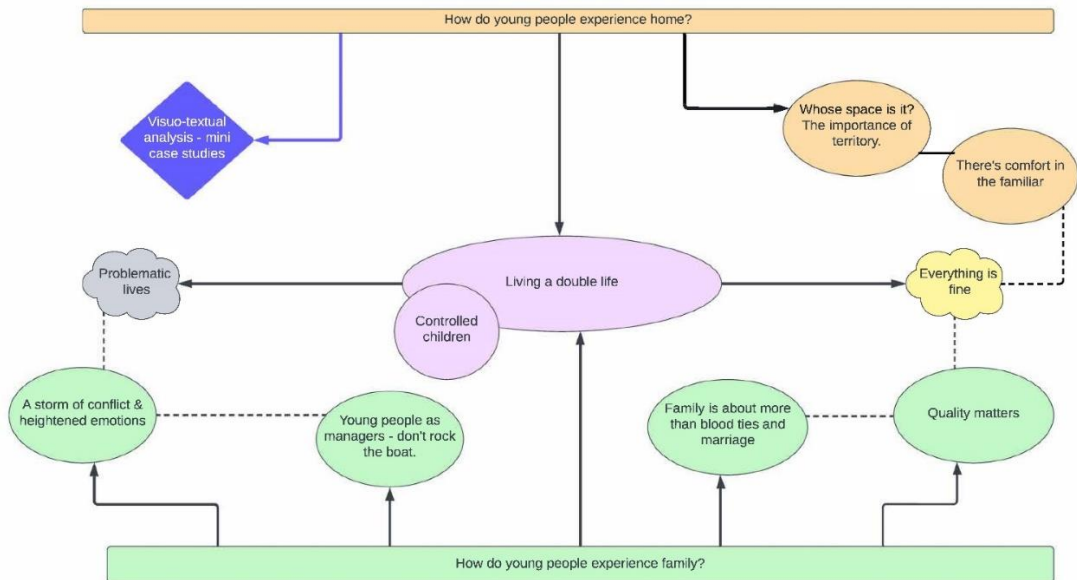 How do young people experience home?
Visuo-textual
analysis - mini
case studies
Whose space is it?
The importance of
territory.
There's comfort in
the familiar
Problematic
lives
Living a double life
Everything is
fine
Controlled
children
A storm of conflict &
heightened emotions
Young people as
managers - don't rock
the boat.
Family is about more
than blood ties and
marriage
Quality matters
How do young people experience family?